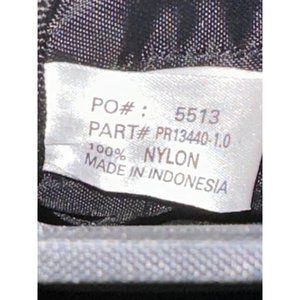 PO#: 5513
PART# PR13440-1.0
100% NYLON
MADE IN INDONESIA